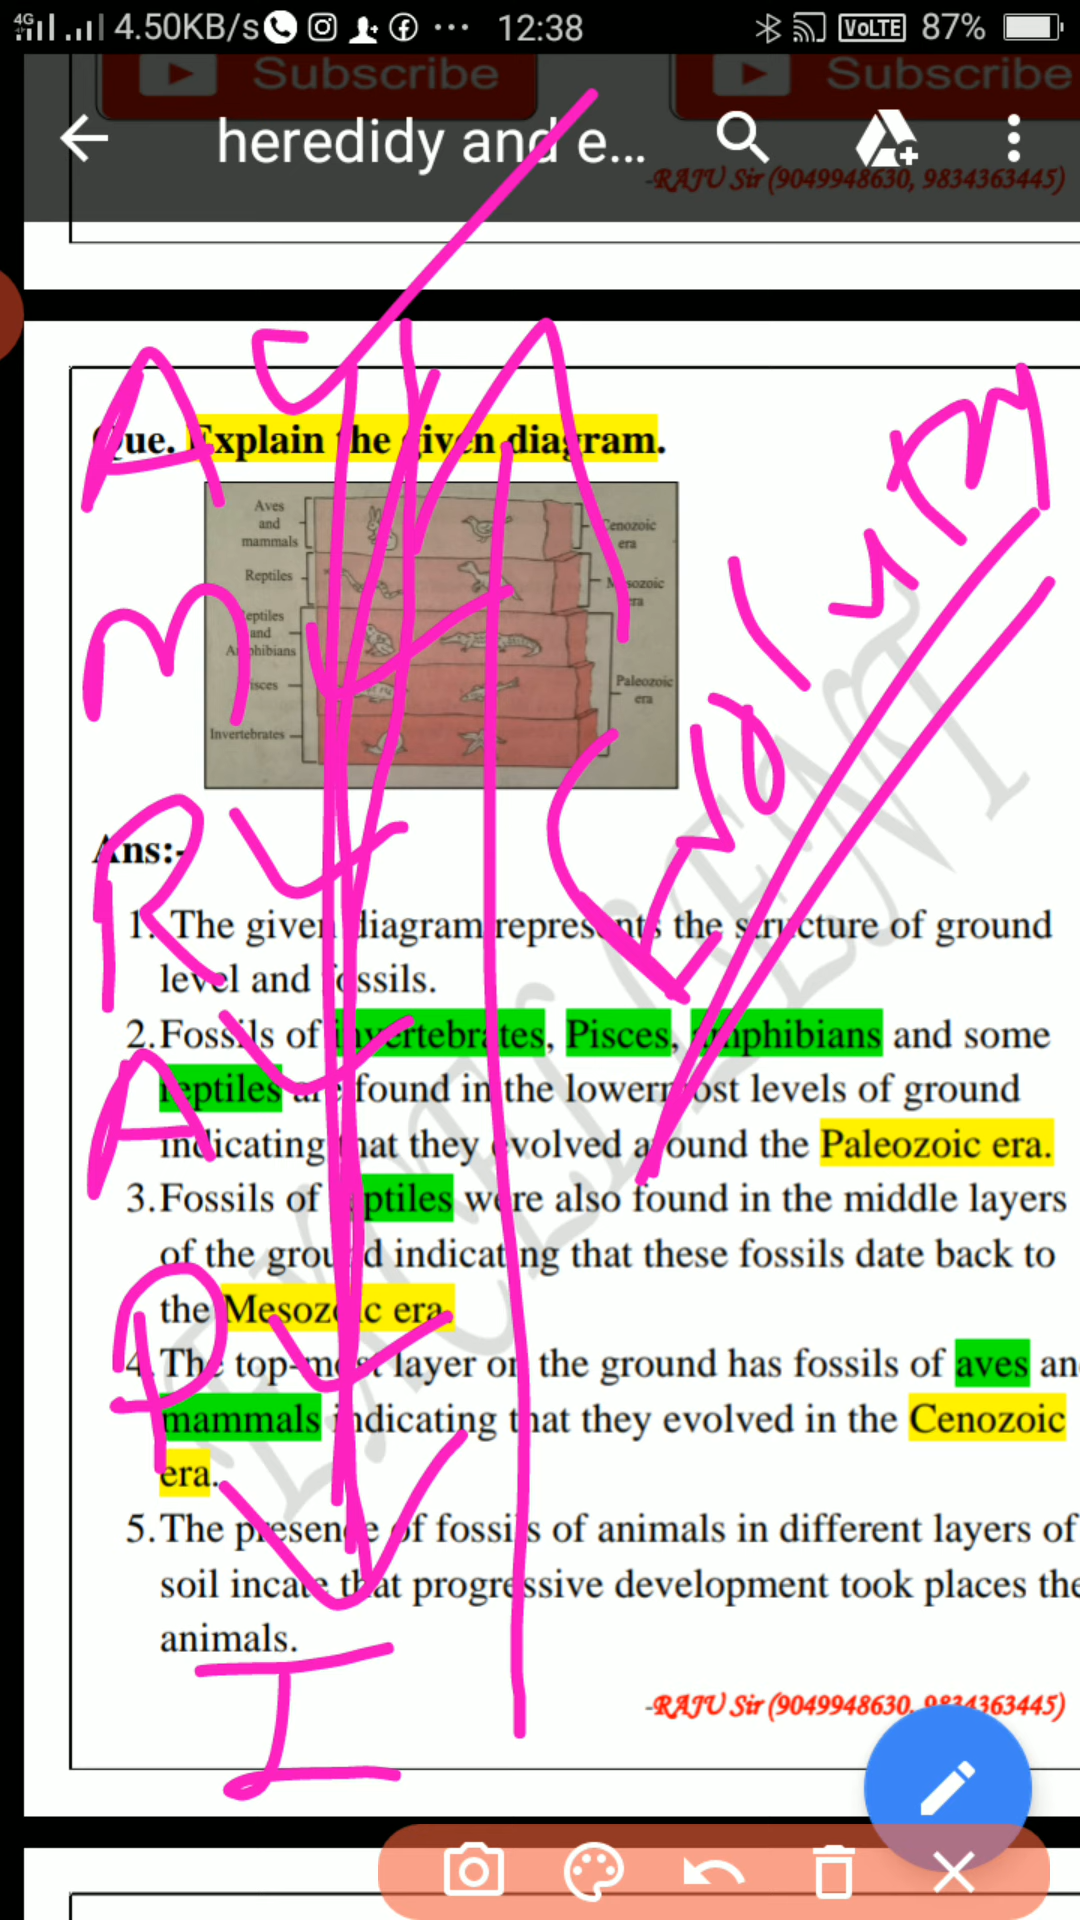 4G 4.50KB/s ... 12:38 VoLTE 87%
Subscribe Subscribe
heredidy and e...
-RAJU Sir (9049948630, 9834363445)
Que. Explain the given diagram.
Aves
and
mammals
Cenozoic
era
Reptiles
Mesozoic
era
Reptiles
and
Amphibians
Pisces
Paleozoic
era
Invertebrates
A
M
R
A
P
I
Ans:-
1. The given diagram represents the structure of ground
level and fossils.
2. Fossils of invertebrates, Pisces, amphibians and some
reptiles are found in the lowermost levels of ground
indicating that they evolved around the Paleozoic era.
3. Fossils of reptiles were also found in the middle layers
of the ground indicating that these fossils date back to
the Mesozoic era.
4. The top-most layer on the ground has fossils of aves an
mammals indicating that they evolved in the Cenozoic
era.
5. The presence of fossils of animals in different layers of
soil incate that progressive development took places the
animals.
-RAJU Sir (9049948630, 9834363445)